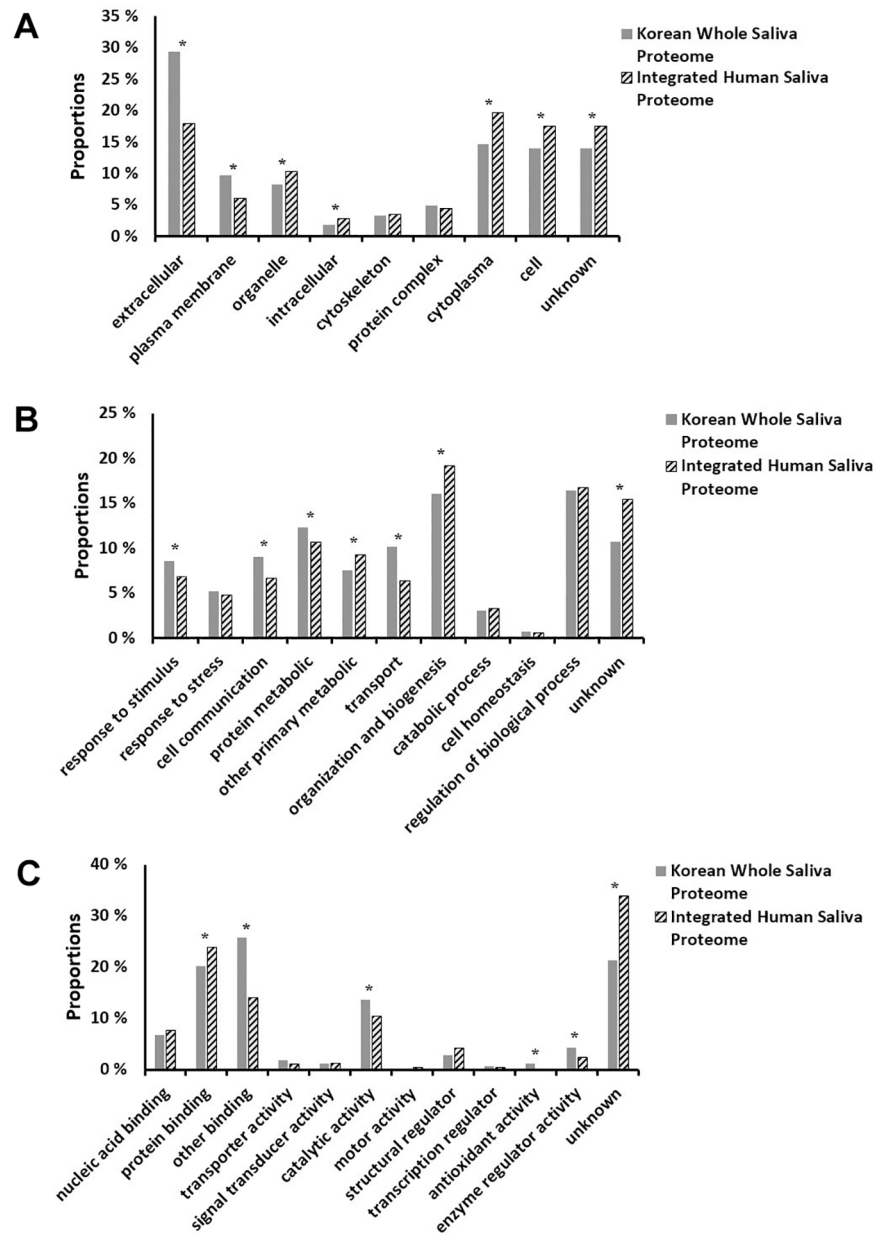 A
35 %
30 %
25 %
20 %
15 %
10 %
5 %
0 %
Proportions
* * * * * * *
extracellular
plasma membrane
organelle
intracellular
cytoskeleton
protein complex
cytoplasma
cell
unknown
Korean Whole Saliva
Proteome
Integrated Human Saliva
Proteome
B
25 %
20 %
15 %
10 %
5 %
0 %
Proportions
* * * * * * *
response to stimulus
response to stress
cell communication
protein metabolic
other primary metabolic
transport
organization and biogenesis
catabolic process
cell homeostasis
regulation of biological process
unknown
Korean Whole Saliva
Proteome
Integrated Human Saliva
Proteome
C
40 %
30 %
20 %
10 %
0 %
Proportions
* * * * * *
nucleic acid binding
protein binding
other binding
transporter activity
signal transducer activity
catalytic activity
motor activity
structural regulator
transcription regulator
antioxidant activity
enzyme regulator activity
unknown
Korean Whole Saliva
Proteome
Integrated Human Saliva
Proteome